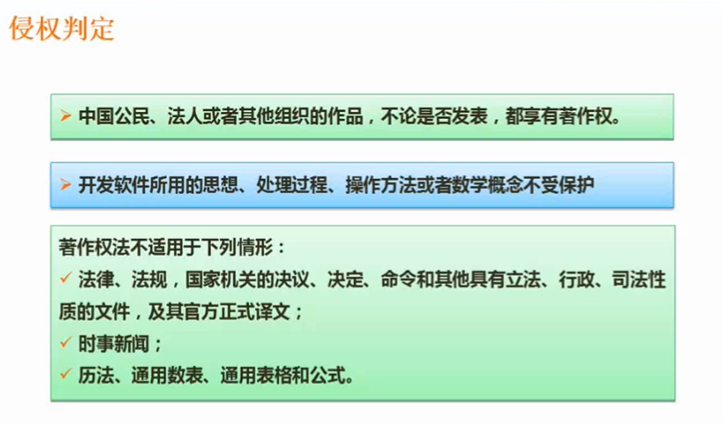 侵权判定
中国公民、法人或者其他组织的作品，不论是否发表，都享有著作权。
开发软件所用的思想、处理过程、操作方法或者数学概念不受保护
著作权法不适用于下列情形：
法律、法规，国家机关的决议、决定、命令和其他具有立法、行政、司法性
质的文件，及其官方正式译文；
时事新闻；
历法、通用数表、通用表格和公式。